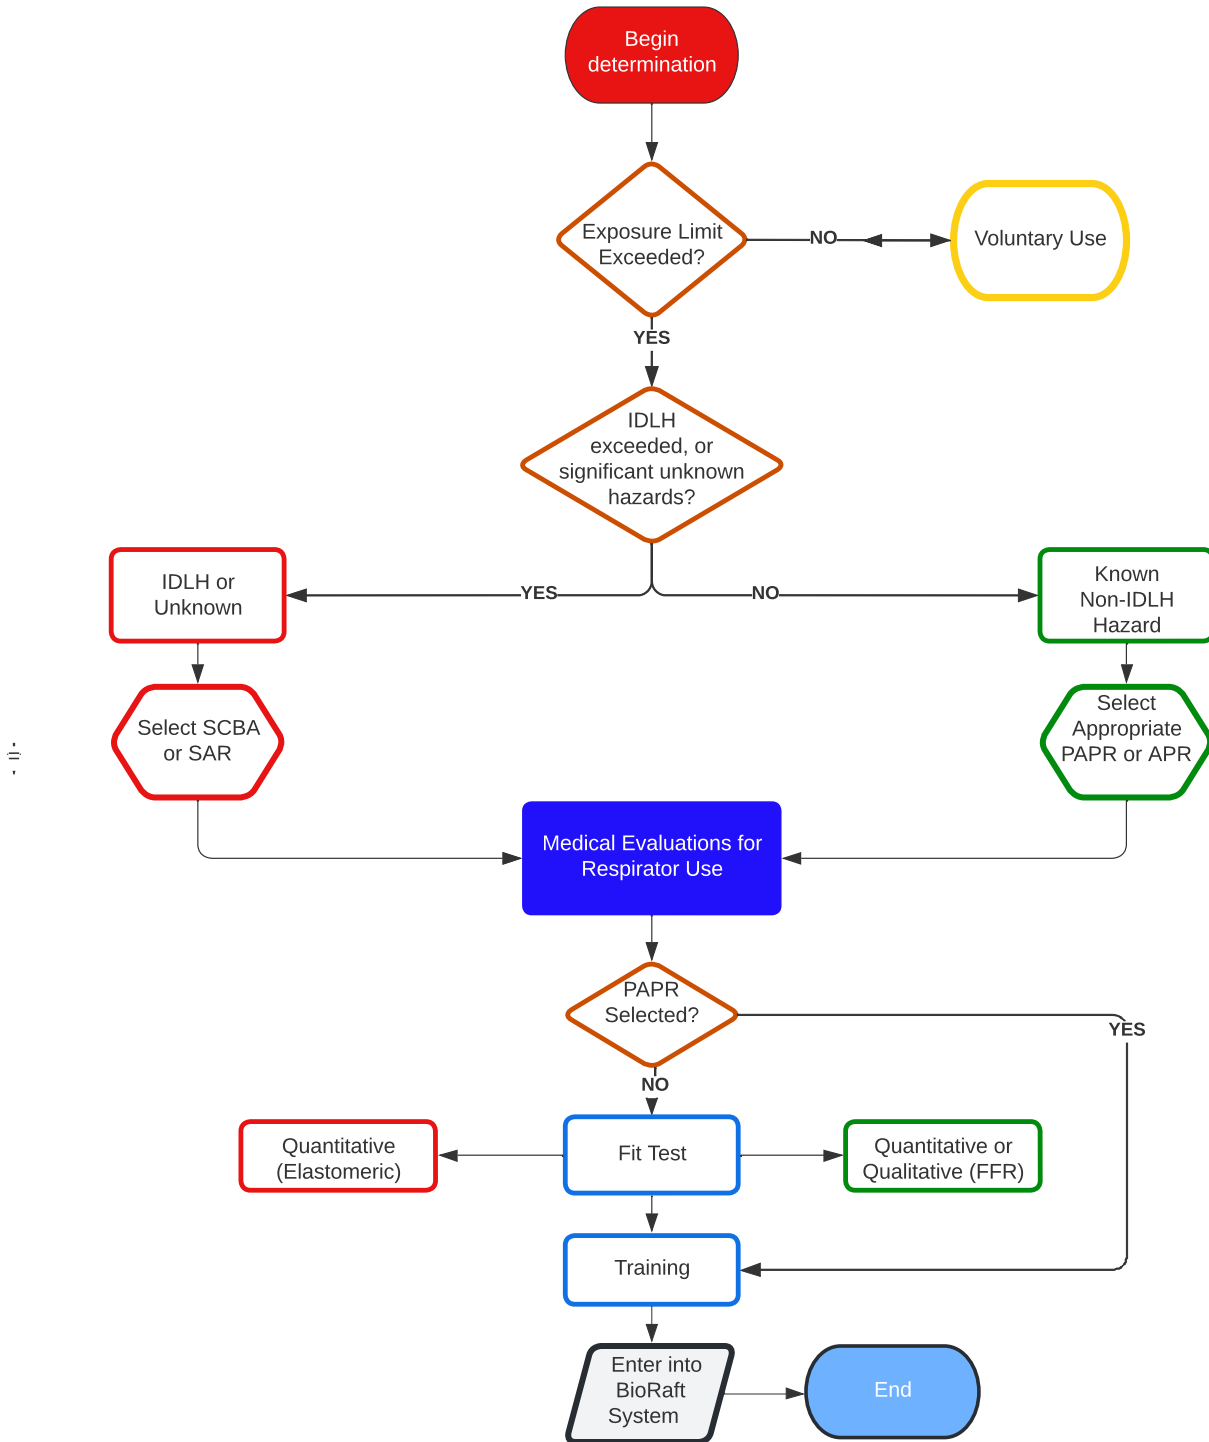 Begin
determination
Exposure Limit
Exceeded?
NO
Voluntary Use
YES
IDLH
exceeded, or
significant unknown
hazards?
IDLH or
Unknown
YES
NO
Known
Non-IDLH
Hazard
Select SCBA
or SAR
Select
Appropriate
PAPR or APR
Medical Evaluations for
Respirator Use
PAPR
Selected?
YES
NO
Quantitative
(Elastomeric)
Fit Test
Quantitative or
Qualitative (FFR)
Training
Enter into
BioRaft
System
End